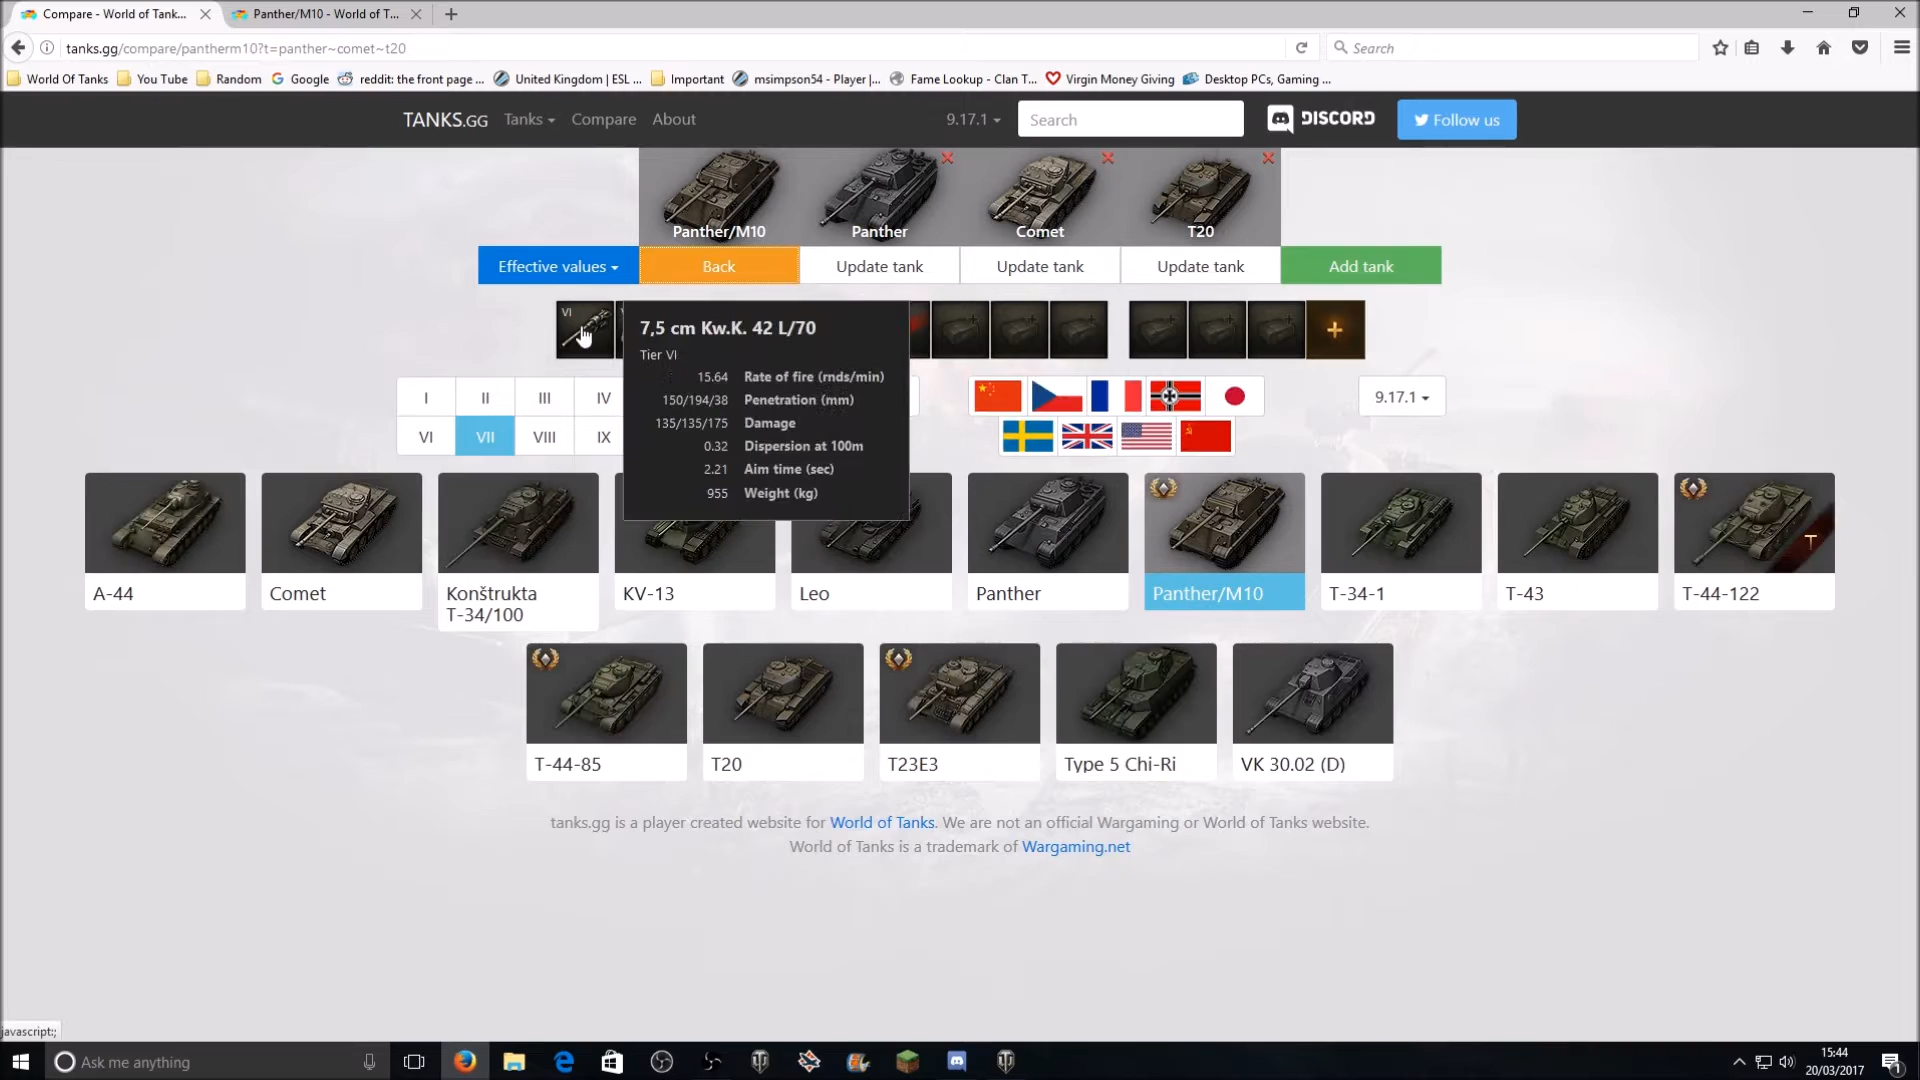 Compare - World of Tank...
Panther/M10 - World of T...
tanks.gg/compare/pantherm10?t=panther~comet~t20
Search
World Of Tanks
You Tube
Random
Google
reddit: the front page ...
United Kingdom | ESL ...
Important
msimpson54 - Player |...
Fame Lookup - Clan T...
Virgin Money Giving
Desktop PCs, Gaming ...
TANKS.GG
Tanks
Compare
About
9.17.1
Search
DISCORD
Follow us
Panther/M10
Panther
Comet
T20
Effective values
Back
Update tank
Update tank
Update tank
Add tank
VI
7,5 cm Kw.K. 42 L/70
Tier VI
15.64 Rate of fire (rnds/min)
150/194/38 Penetration (mm)
135/135/175 Damage
0.32 Dispersion at 100m
2.21 Aim time (sec)
955 Weight (kg)
I
II
III
IV
VI
VII
VIII
IX
9.17.1
A-44
Comet
Konštrukta
T-34/100
KV-13
Leo
Panther
Panther/M10
T-34-1
T-43
T-44-122
T
T-44-85
T20
T23E3
Type 5 Chi-Ri
VK 30.02 (D)
tanks.gg is a player created website for World of Tanks. We are not an official Wargaming or World of Tanks website.
World of Tanks is a trademark of Wargaming.net
javascript:;
Ask me anything
15:44
20/03/2017
1